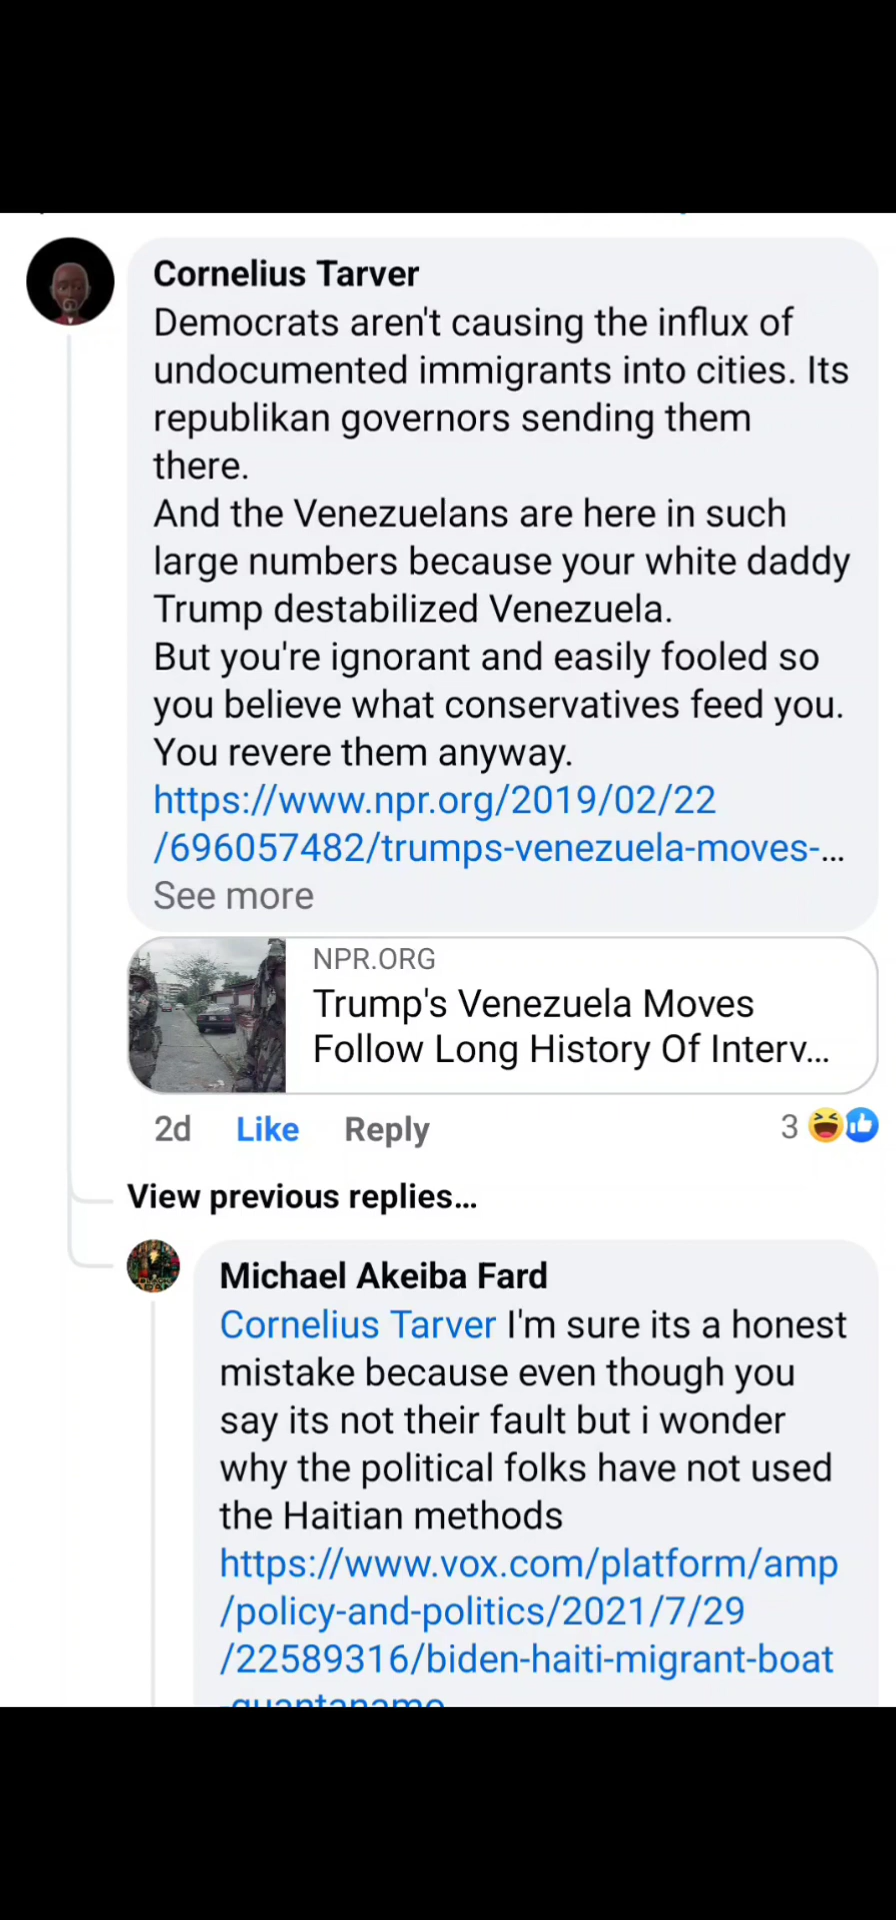 Cornelius Tarver
Democrats aren't causing the influx of
undocumented immigrants into cities. Its
republikan governors sending them
there.
And the Venezuelans are here in such
large numbers because your white daddy
Trump destabilized Venezuela.
But you're ignorant and easily fooled so
you believe what conservatives feed you.
You revere them anyway.
https://www.npr.org/2019/02/22
/696057482/trumps-venezuela-moves-...
See more
NPR.ORG
Trump's Venezuela Moves
Follow Long History Of Interv...
2d Like Reply 3
View previous replies...
Michael Akeiba Fard
Cornelius Tarver I'm sure its a honest
mistake because even though you
say its not their fault but i wonder
why the political folks have not used
the Haitian methods
https://www.vox.com/platform/amp
/policy-and-politics/2021/7/29
/22589316/biden-haiti-migrant-boat
-guantanamo